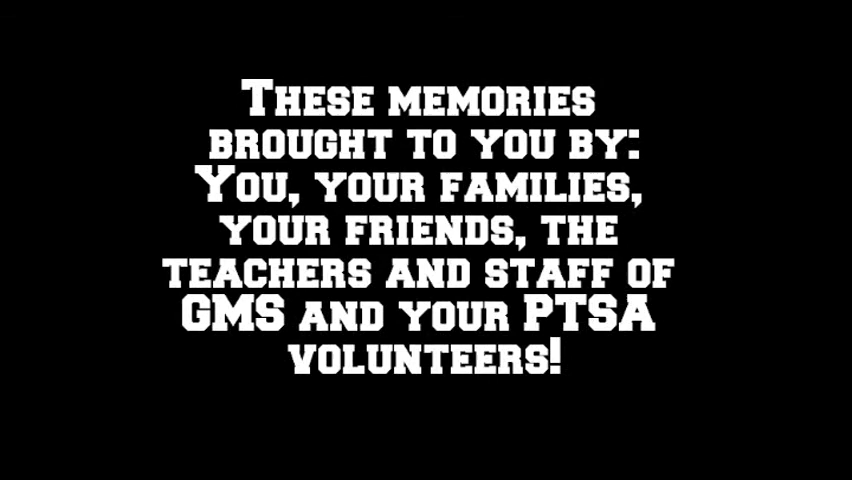 These memories
brought to you by:
You, your families,
your friends, the
teachers and staff of
GMS and your PTSA
volunteers!